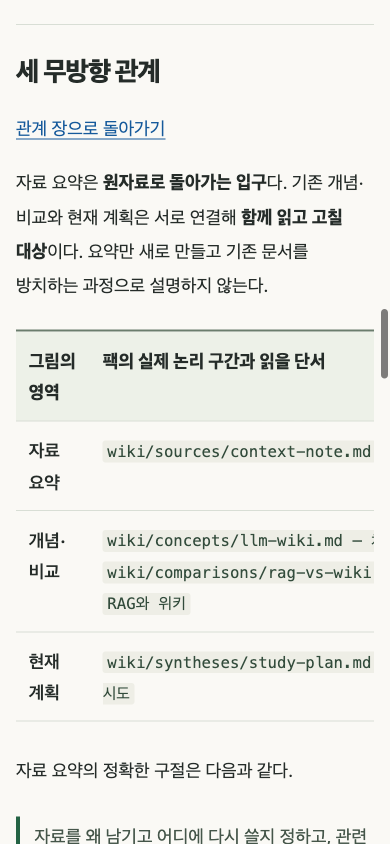 세 무방향 관계
관계 장으로 돌아가기
자료 요약은 원자료로 돌아가는 입구다. 기존 개념·
비교와 현재 계획은 서로 연결해 함께 읽고 고칠
대상이다. 요약만 새로 만들고 기존 문서를
방치하는 과정으로 설명하지 않는다.
그림의 영역
팩의 실제 논리 구간과 읽을 단서
자료
요약
wiki/sources/context-note.md
개념·
비교
wiki/concepts/llm-wiki.md —
wiki/comparisons/rag-vs-wiki
RAG와 위키
현재
계획
wiki/syntheses/study-plan.md
시도
자료 요약의 정확한 구절은 다음과 같다.
자료를 왜 남기고 어디에 다시 쓸지 정하고, 관련